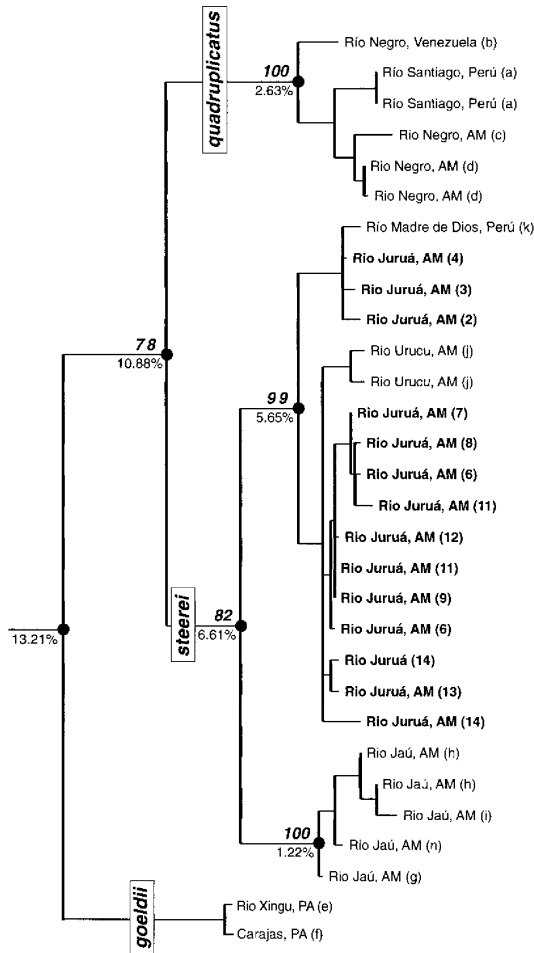 quadruplicatus
100
2.63%
Río Negro, Venezuela (b)
Río Santiago, Perú (a)
Río Santiago, Perú (a)
Rio Negro, AM (c)
Rio Negro, AM (d)
Rio Negro, AM (d)
Río Madre de Dios, Perú (k)
Río Juruá, AM (4)
Rio Juruá, AM (3)
Rio Juruá, AM (2)
78
10.88%
Rio Urucu, AM (j)
Rio Urucu, AM (j)
99
5.65%
Rio Juruá, AM (7)
Rio Juruá, AM (8)
Rio Juruá, AM (6)
Rio Juruá, AM (11)
Rio Juruá, AM (12)
Rio Juruá, AM (11)
Rio Juruá, AM (9)
Rio Juruá, AM (6)
steerei
82
6.61%
13.21%
Rio Juruá (14)
Rio Juruá, AM (13)
Rio Juruá, AM (14)
Rio Jaú, AM (h)
Rio Jaú, AM (h)
Rio Jaú, AM (i)
100
1.22%
Río Jaú, AM (n)
Rio Jaú, AM (g)
goeldii
Rio Xingu, PA (e)
Carajas, PA (f)